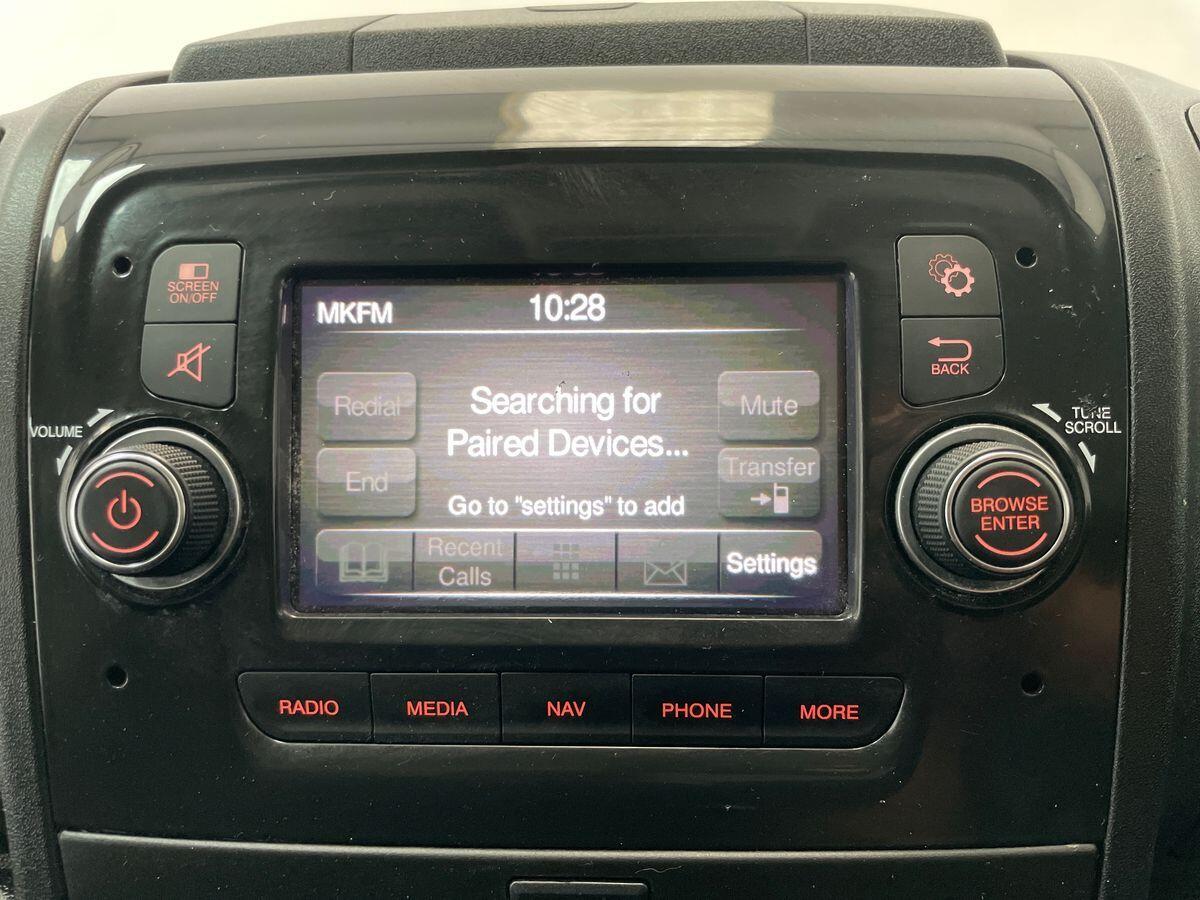 SCREEN
ON/OFF
BACK
VOLUME
TUNE
SCROLL
MKFM
10:28
Redial
Searching for
Paired Devices...
Mute
End
Transfer
Go to "settings" to add
Recent
Calls
Settings
BROWSE
ENTER
RADIO
MEDIA
NAV
PHONE
MORE